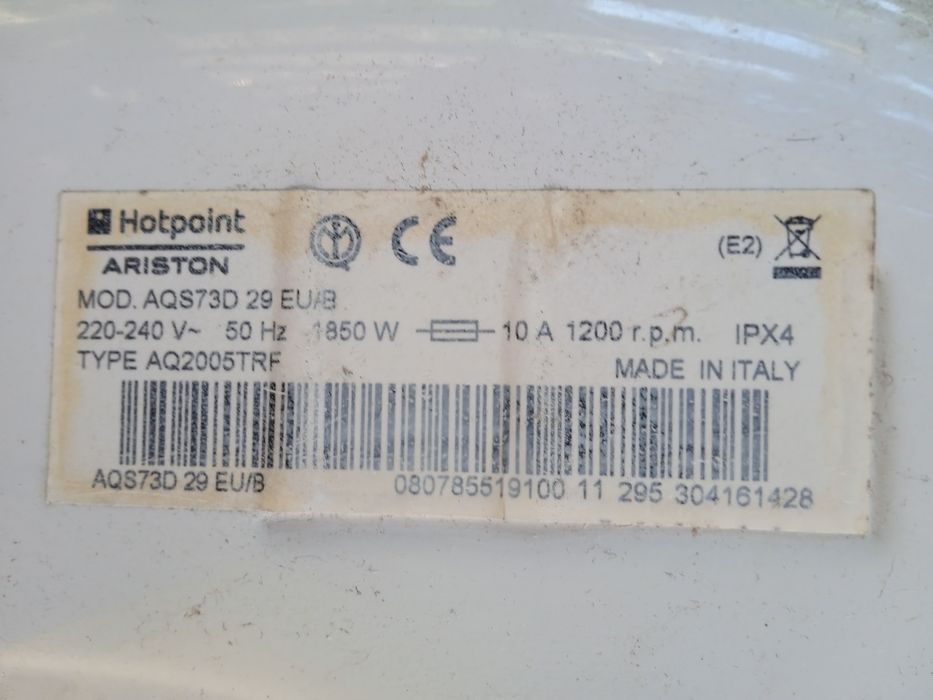 Hotpoint
ARISTON
CE
(E2)
MOD. AQS73D 29 EU/B
220-240 V~ 50 Hz 1850 W 10 A 1200 r.p.m. IPX4
TYPE AQ2005TRF MADE IN ITALY
AQS73D 29 EU/B 080785519100 11 295 304161428